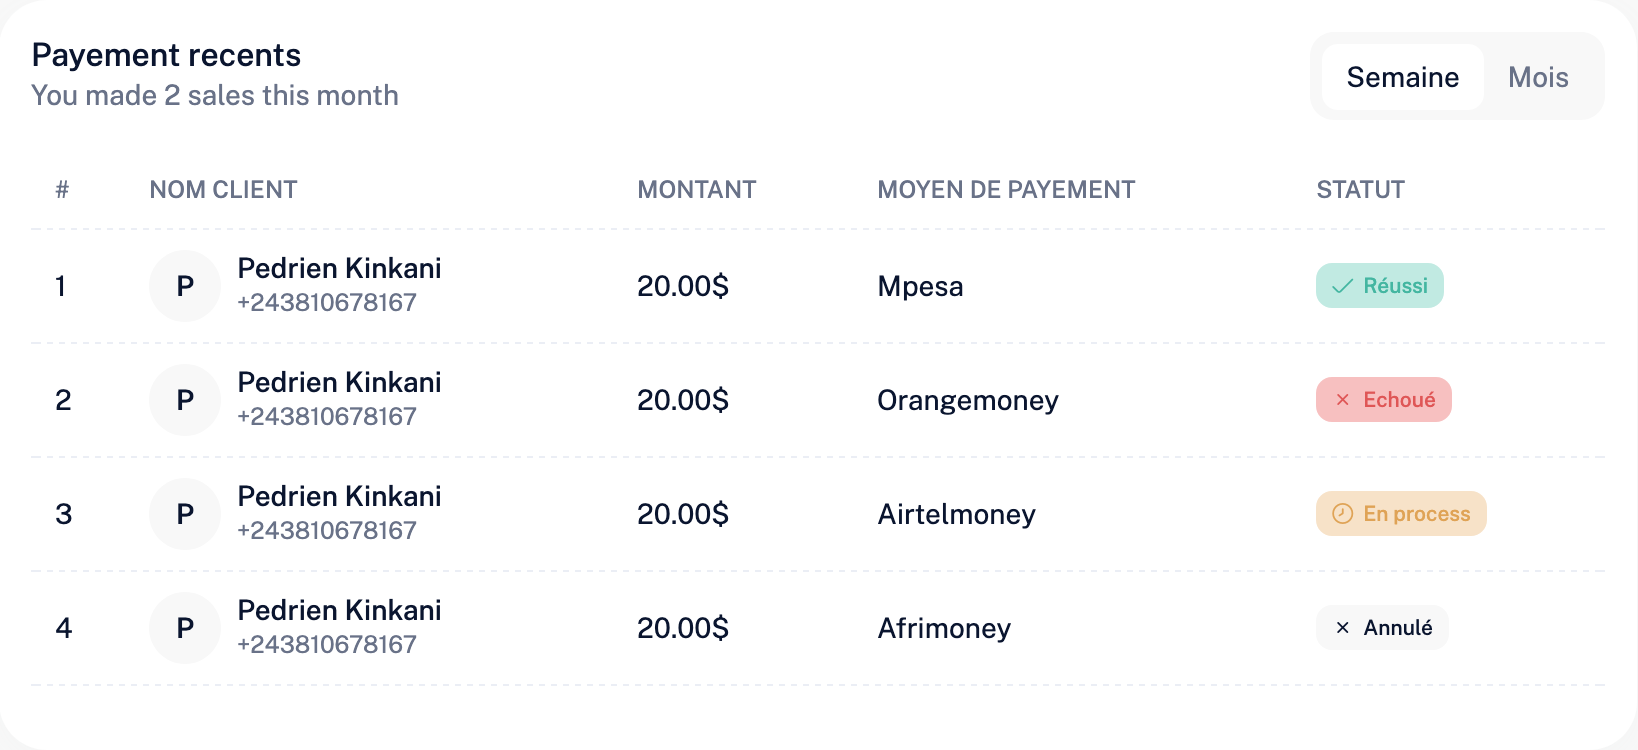 Payement recents
You made 2 sales this month
Semaine Mois
# NOM CLIENT MONTANT MOYEN DE PAYEMENT STATUT
1 P Pedrien Kinkani 20.00$ Mpesa Réussi
+243810678167
2 P Pedrien Kinkani 20.00$ Orangemoney Echoué
+243810678167
3 P Pedrien Kinkani 20.00$ Airtelmoney En process
+243810678167
4 P Pedrien Kinkani 20.00$ Afrimoney Annulé
+243810678167